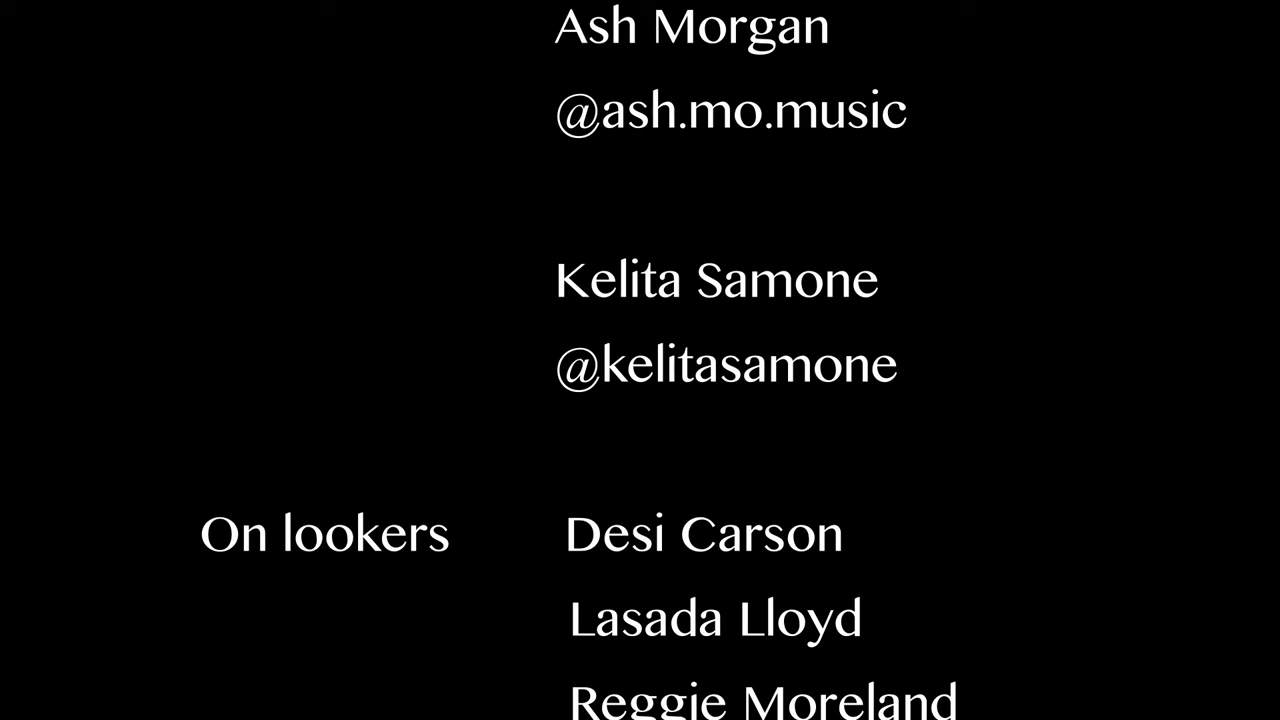 Ash Morgan
@ash.mo.music
Kelita Samone
@kelitasamone
On lookers Desi Carson
Lasada Lloyd
Reggie Moreland